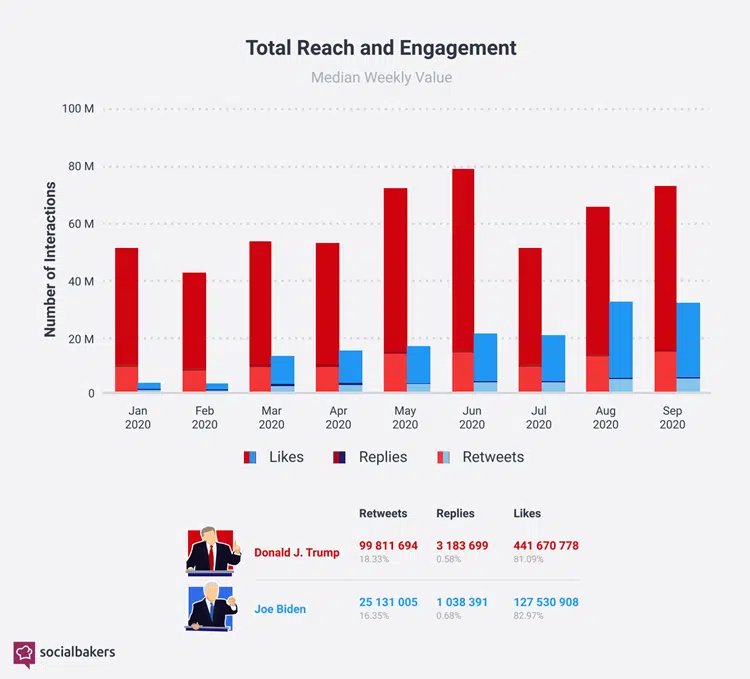 Total Reach and Engagement
Median Weekly Value
Number of Interactions
100 M
80 M
60 M
40 M
20 M
0
Jan 2020
Feb 2020
Mar 2020
Apr 2020
May 2020
Jun 2020
Jul 2020
Aug 2020
Sep 2020
Likes Replies Retweets
Retweets Replies Likes
Donald J. Trump 99 811 694 3 183 699 441 670 778
18.33% 0.58% 81.09%
Joe Biden 25 131 005 1 038 391 127 530 908
16.35% 0.68% 82.97%
socialbakers